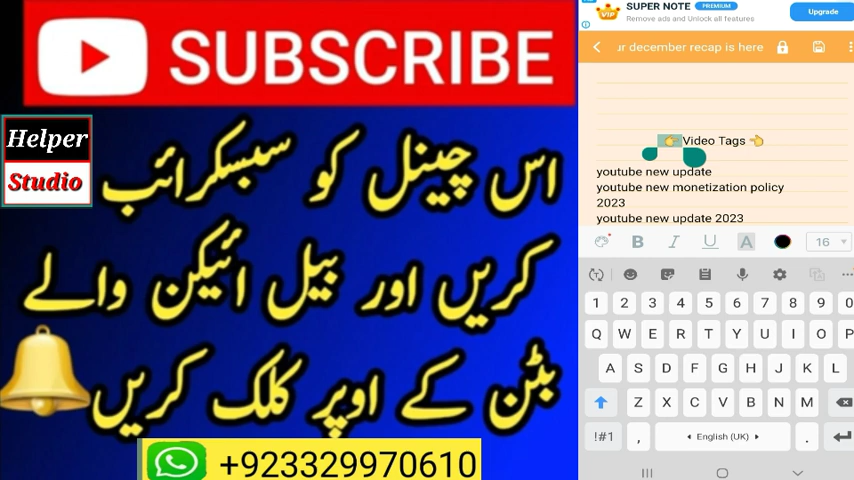 SUBSCRIBE
Helper
Studio
اس چینل کو سبسکرائب
کریں اور بیل ائیکن والے
بٹن کے اوپر کلک کریں
+923329970610
VIP
SUPER NOTE PREMIUM
Remove ads and Unlock all features
Upgrade
ur december recap is here
👉Video Tags👈
youtube new update
youtube new monetization policy
2023
youtube new update 2023
B I U A 16
1 2 3 4 5 6 7 8 9 0
Q W E R T Y U I O P
A S D F G H J K L
Z X C V B N M
!#1 , English (UK) .